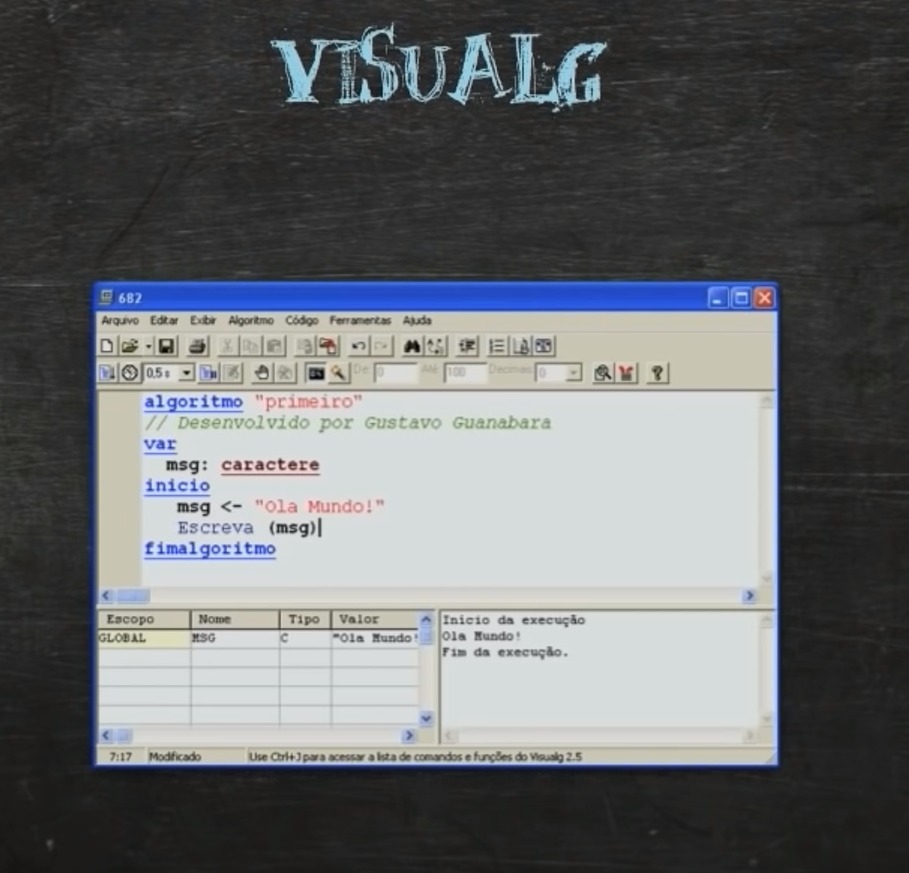 VISUALG
682
Arquivo Editar Exibir Algoritmo Código Ferramentas Ajuda
0,5 s De: 0 Até: 100 Decimais 0
algoritmo "primeiro"
// Desenvolvido por Gustavo Guanabara
var
msg: caractere
inicio
msg <- "Ola Mundo!"
Escreva (msg)
fimalgoritmo
Escopo Nome Tipo Valor
GLOBAL MSG C "Ola Mundo!
Início da execução
Ola Mundo!
Fim da execução.
7:17 Modificado Use Ctrl+J para acessar a lista de comandos e funções do Visualg 2.5